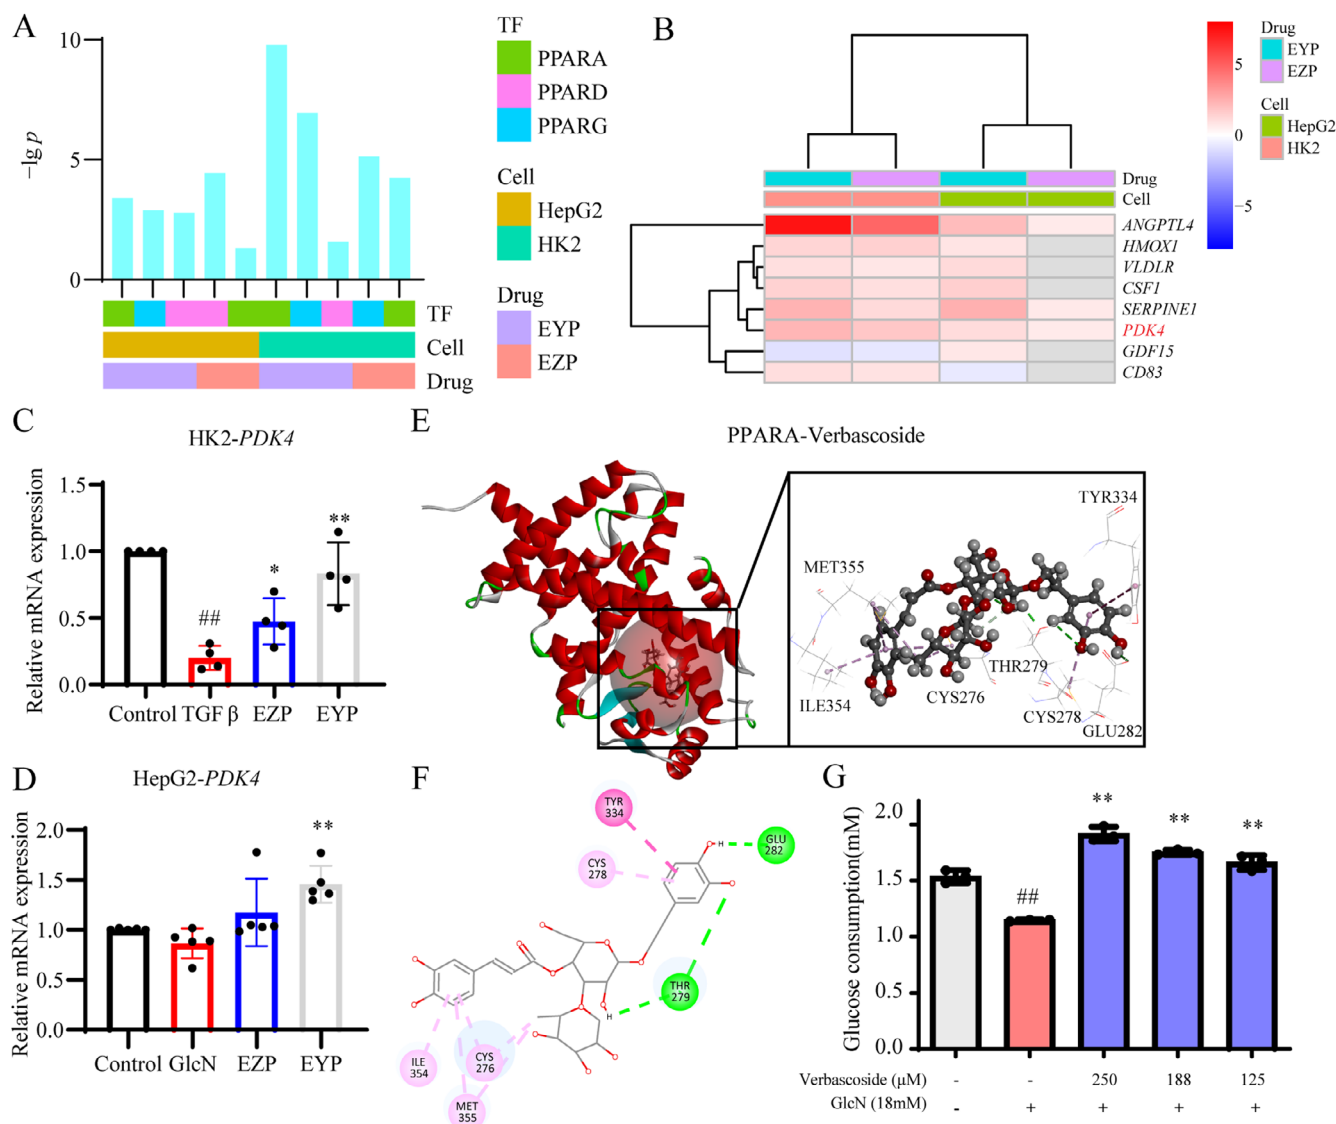 A
10
5
0
−lg p
TF
Cell
Drug
TF
PPARA
PPARD
PPARG
Cell
HepG2
HK2
Drug
EYP
EZP
B
Drug
Cell
ANGPTL4
HMOX1
VLDLR
CSF1
SERPINE1
PDK4
GDF15
CD83
5
0
−5
Drug
EYP
EZP
Cell
HepG2
HK2
C
HK2-PDK4
Relative mRNA expression
1.5
1.0
0.5
0.0
##
*
**
Control TGF β EZP EYP
E
PPARA-Verbascoside
TYR334
MET355
THR279
ILE354
CYS276
CYS278
GLU282
D
HepG2-PDK4
Relative mRNA expression
2.0
1.5
1.0
0.5
0.0
**
Control GlcN EZP EYP
F
TYR
334
GLU
282
CYS
278
H
THR
279
H
ILE
354
CYS
276
MET
355
G
Glucose consumption(mM)
2.0
1.5
1.0
0.5
0.0
##
**
**
**
Verbascoside (μM) - - 250 188 125
GlcN (18mM) - + + + +